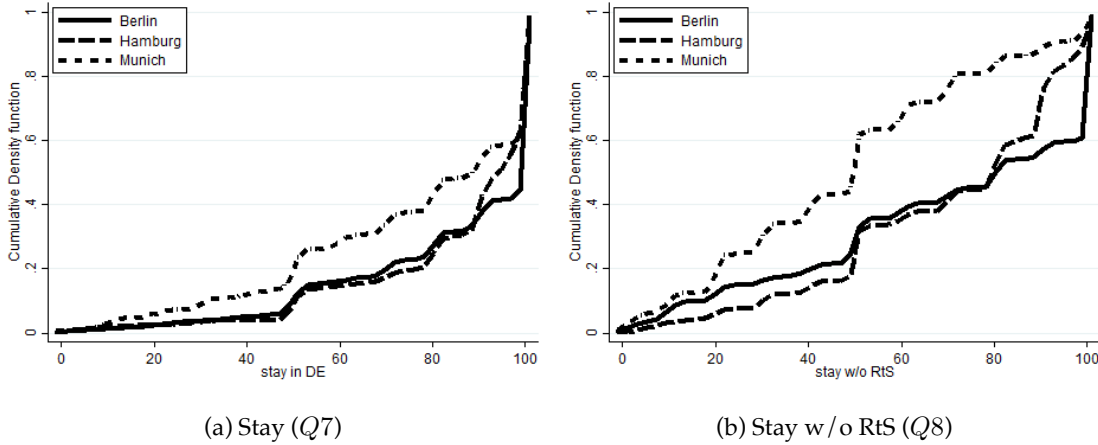 Berlin
Hamburg
Munich
Cumulative Density function
0 .2 .4 .6 .8 1
0 20 40 60 80 100
stay in DE
(a) Stay (Q7)
Berlin
Hamburg
Munich
Cumulative Density function
0 .2 .4 .6 .8 1
0 20 40 60 80 100
stay w/o RtS
(b) Stay w/o RtS (Q8)